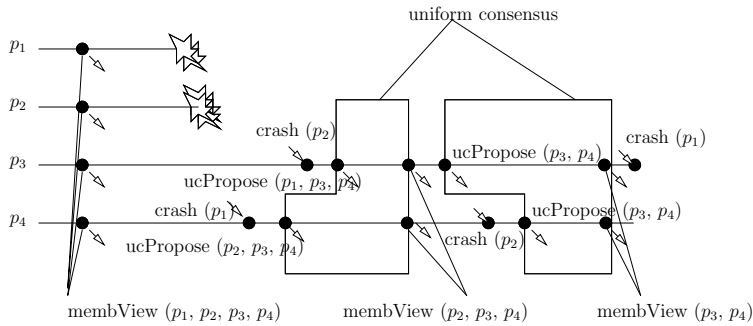 uniform consensus
p1
p2
crash (p2)
crash (p1)
p3
ucPropose (p3, p4)
ucPropose (p1, p3, p4)
crash (p1)
ucPropose (p3, p4)
p4
ucPropose (p2, p3, p4)
crash (p2)
membView (p1, p2, p3, p4)
membView (p2, p3, p4)
membView (p3, p4)